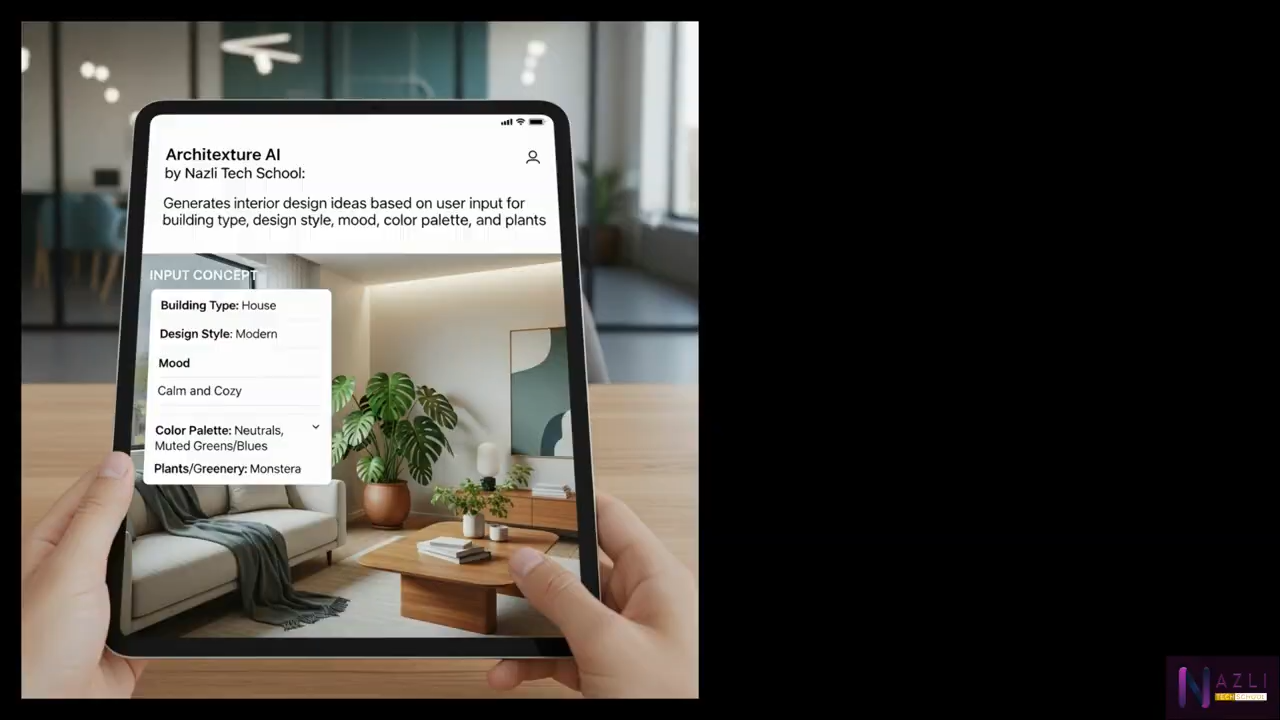 Architexture AI
by Nazli Tech School:
Generates interior design ideas based on user input for
building type, design style, mood, color palette, and plants
INPUT CONCEPT
Building Type: House
Design Style: Modern
Mood
Calm and Cozy
Color Palette: Neutrals,
Muted Greens/Blues
Plants/Greenery: Monstera
NAZLI
TECH SCHOOL